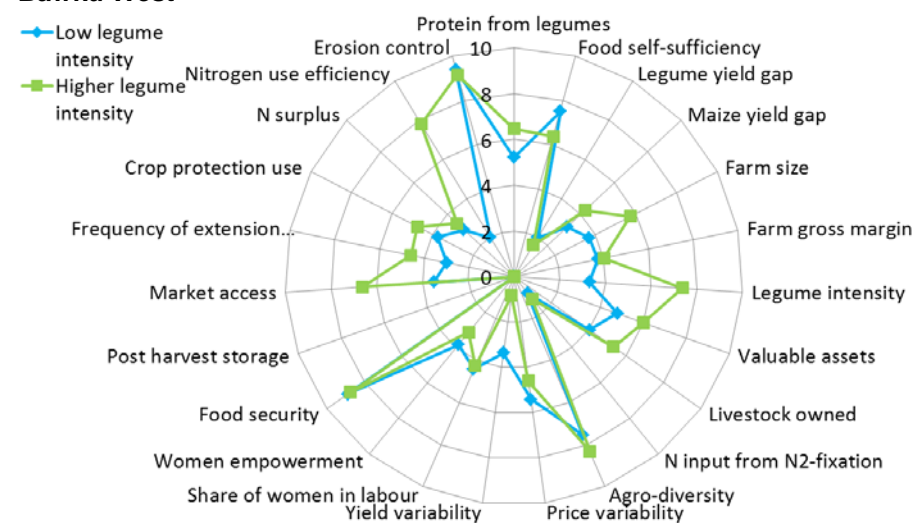 Low legume
intensity
Higher legume
intensity
Protein from legumes
Food self-sufficiency
Legume yield gap
Maize yield gap
Farm size
Farm gross margin
Legume intensity
Valuable assets
Livestock owned
N input from N2-fixation
Agro-diversity
Price variability
Yield variability
Share of women in labour
Women empowerment
Food security
Post harvest storage
Market access
Frequency of extension...
Crop protection use
N surplus
Nitrogen use efficiency
Erosion control
10
8
6
4
2
0